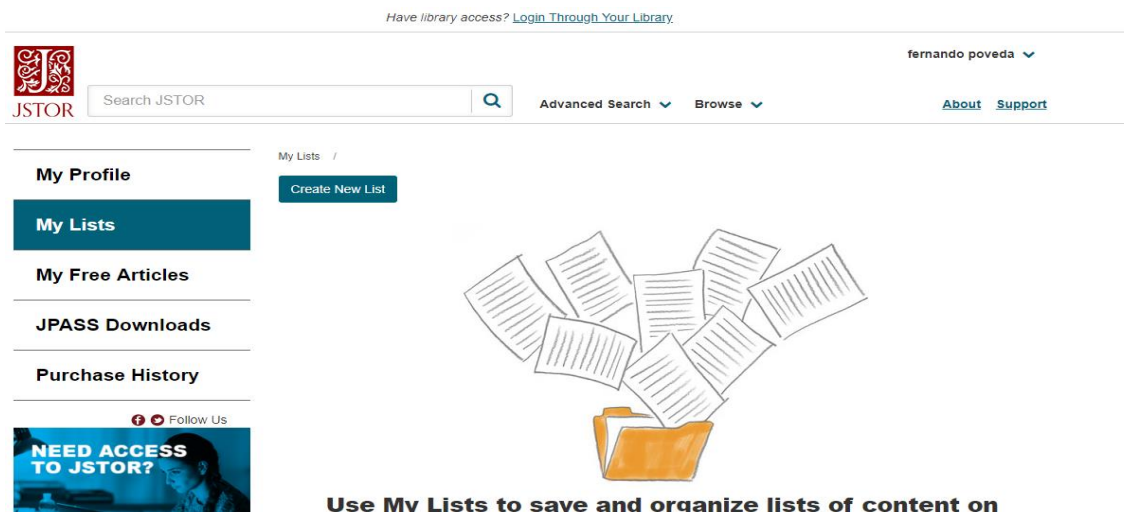 Have library access? Login Through Your Library
fernando poveda
JSTOR
Search JSTOR
Advanced Search
Browse
About
Support
My Profile
My Lists
My Free Articles
JPASS Downloads
Purchase History
Follow Us
NEED ACCESS
TO JSTOR?
My Lists /
Create New List
Use My Lists to save and organize lists of content on